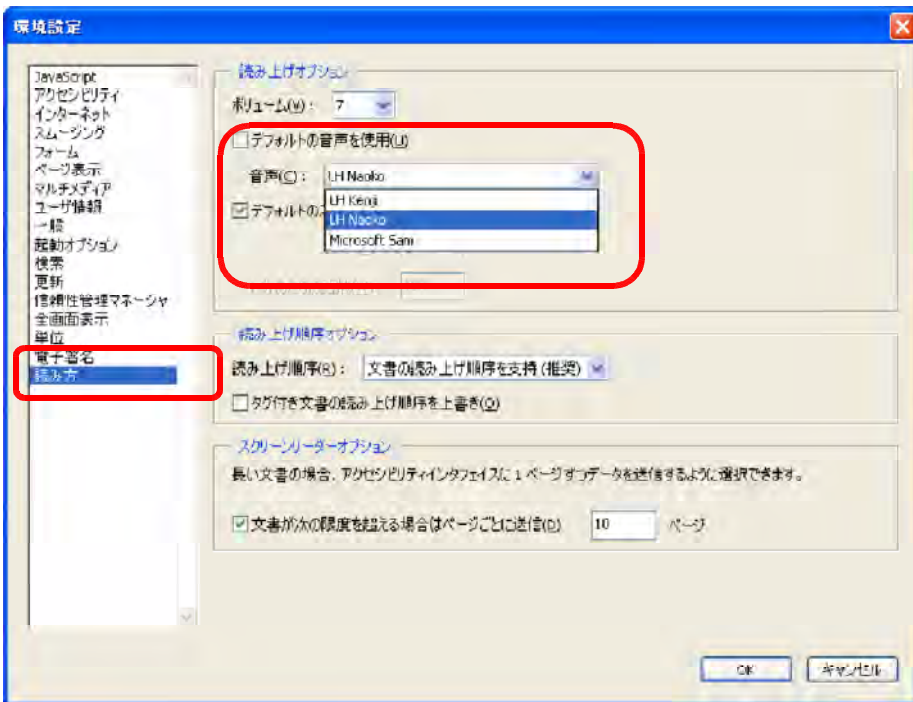 環境設定
JavaScript
アクセシビリティ
インターネット
スムージング
フォーム
ページ表示
マルチメディア
ユーザ情報
一般
起動オプション
検索
更新
信頼性管理マネージャ
全画面表示
単位
電子署名
読み方
読み上げオプション
ボリューム(V): 7
デフォルトの音声を使用(U)
音声(C): LH Naoko
LH Kenji
デフォルトの
LH Naoko
Microsoft Sam
読み上げ順序オプション
読み上げ順序(R): 文書の読み上げ順序を支持(推奨)
タグ付き文書の読み上げ順序を上書き(O)
スクリーンリーダーオプション
長い文書の場合、アクセシビリティインタフェイスに 1 ページずつデータを送信するように選択できます。
文書が次の限度を超える場合はページごとに送信(D) 10 ページ
OK キャンセル